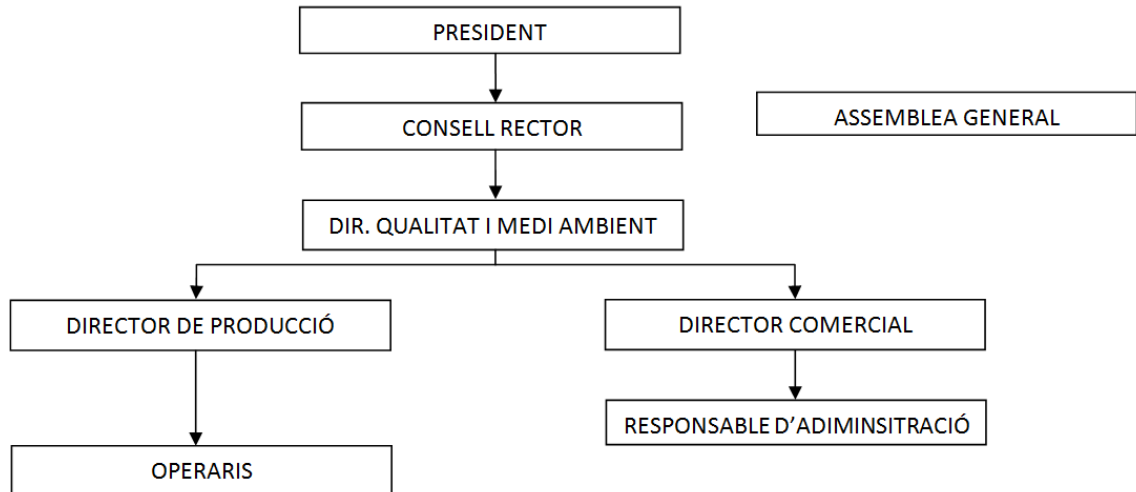 PRESIDENT
CONSELL RECTOR
ASSEMBLEA GENERAL
DIR. QUALITAT I MEDI AMBIENT
DIRECTOR DE PRODUCCIÓ
DIRECTOR COMERCIAL
RESPONSABLE D’ADIMINSITRACIÓ
OPERARIS